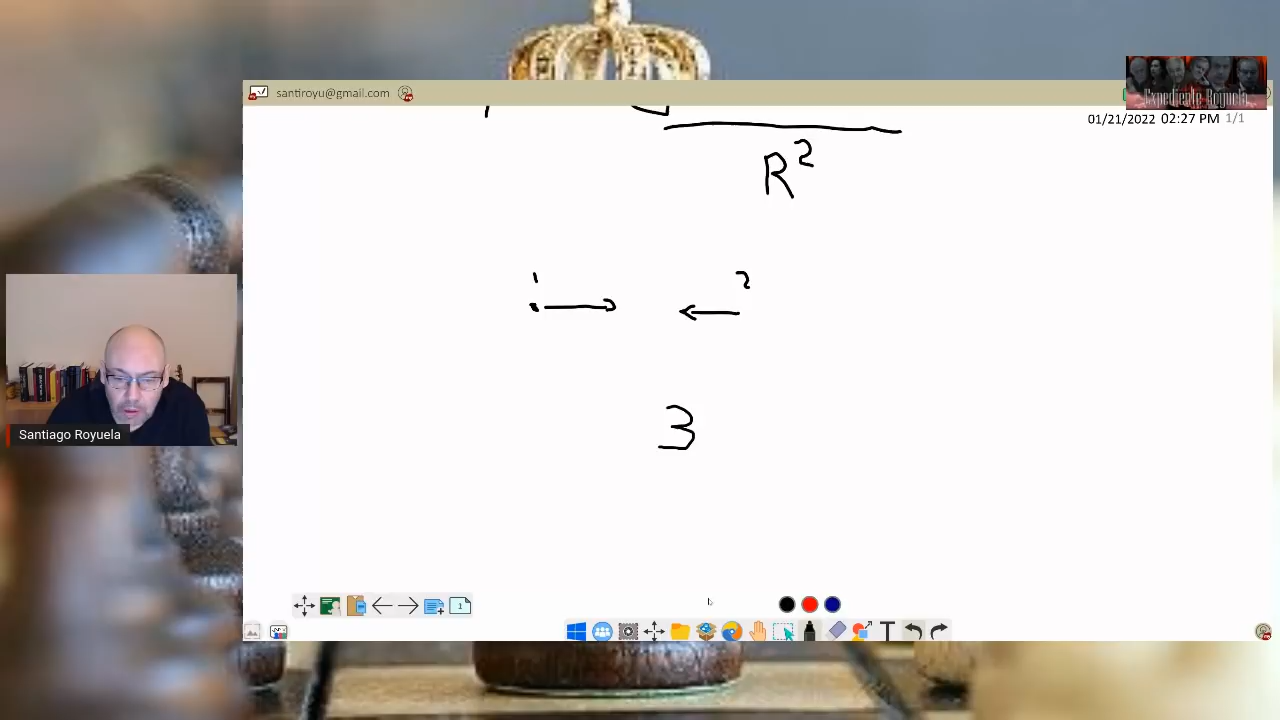 santiroyu@gmail.com
Expediente Royuela
01/21/2022 02:27 PM 1/1
R²
1 2
3
Santiago Royuela
1
T